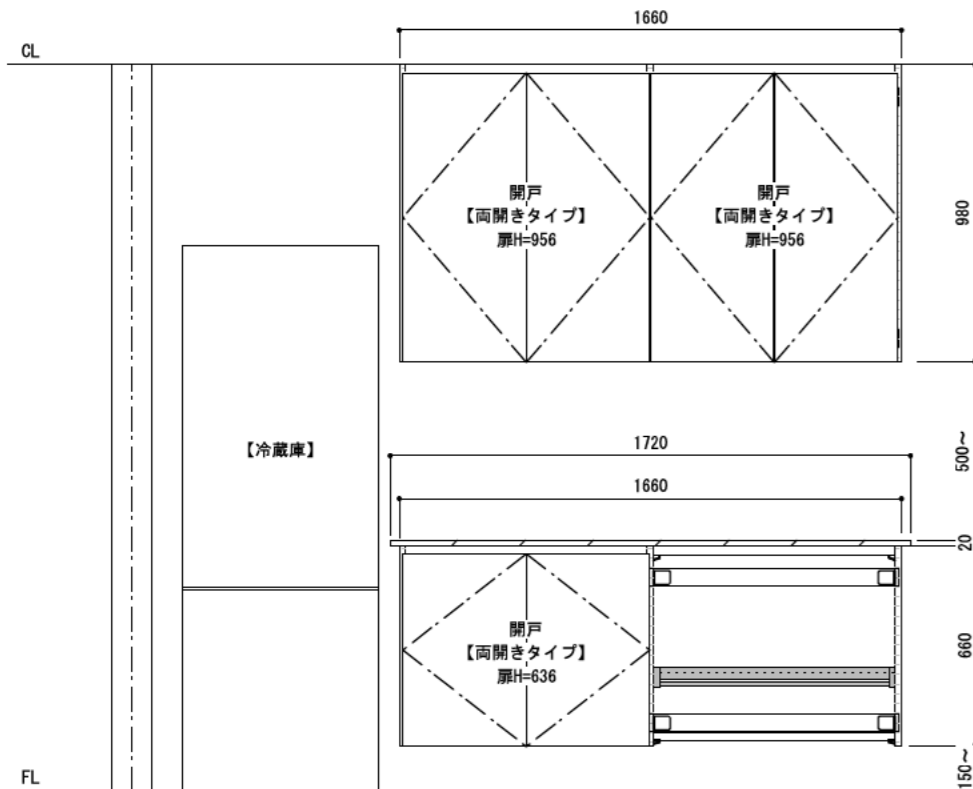 1660
CL
開戸
【両開きタイプ】
扉H=956
開戸
【両開きタイプ】
扉H=956
980
【冷蔵庫】
1720
500~
1660
20
開戸
【両開きタイプ】
扉H=636
660
FL
150~